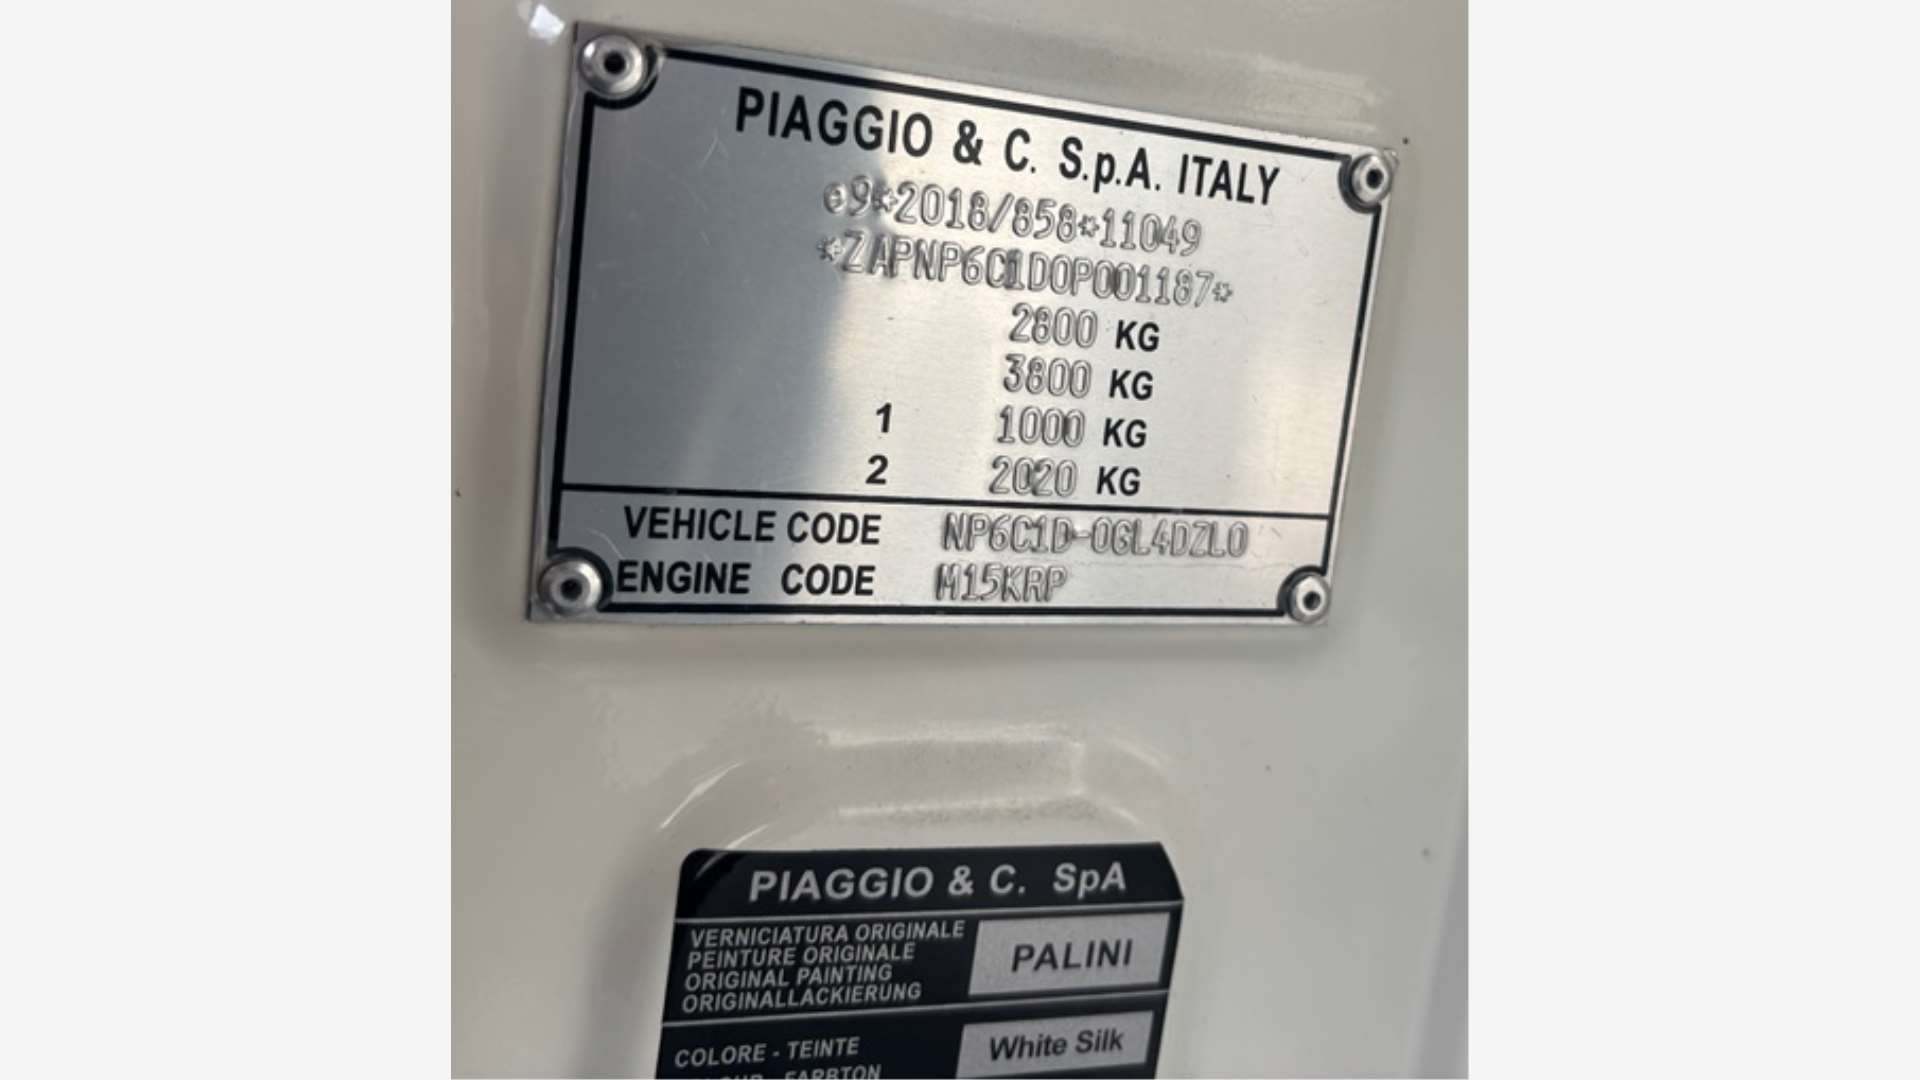 PIAGGIO & C. S.p.A. ITALY
e9*2018/858*11049
*ZAPNP6C1D0P001187*
2800 KG
3800 KG
1 1000 KG
2 2020 KG
VEHICLE CODE NP6C1D-0GL4DZL0
ENGINE CODE M15KRP
PIAGGIO & C. SpA
VERNICIATURA ORIGINALE
PEINTURE ORIGINALE
ORIGINAL PAINTING
ORIGINALLACKIERUNG
PALINI
COLORE - TEINTE
FARBTON
White Silk